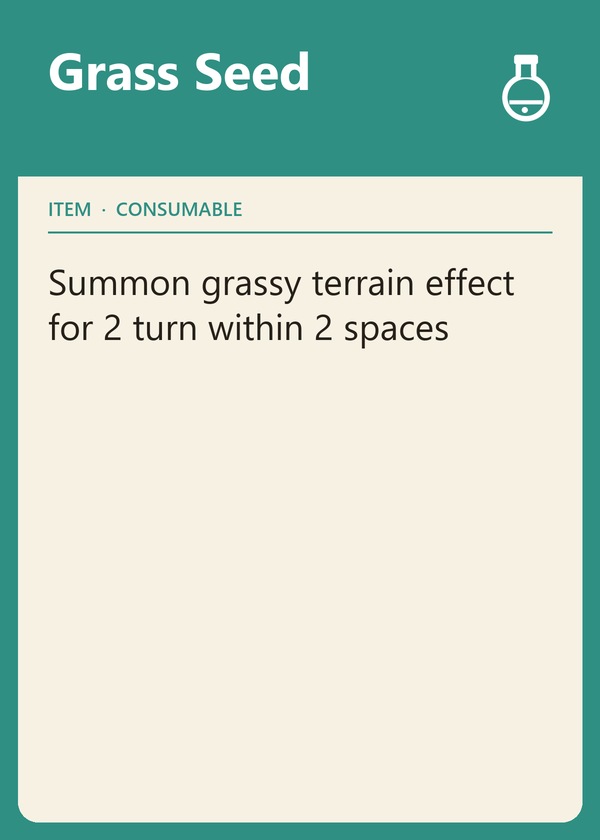 Grass Seed
ITEM · CONSUMABLE
Summon grassy terrain effect
for 2 turn within 2 spaces